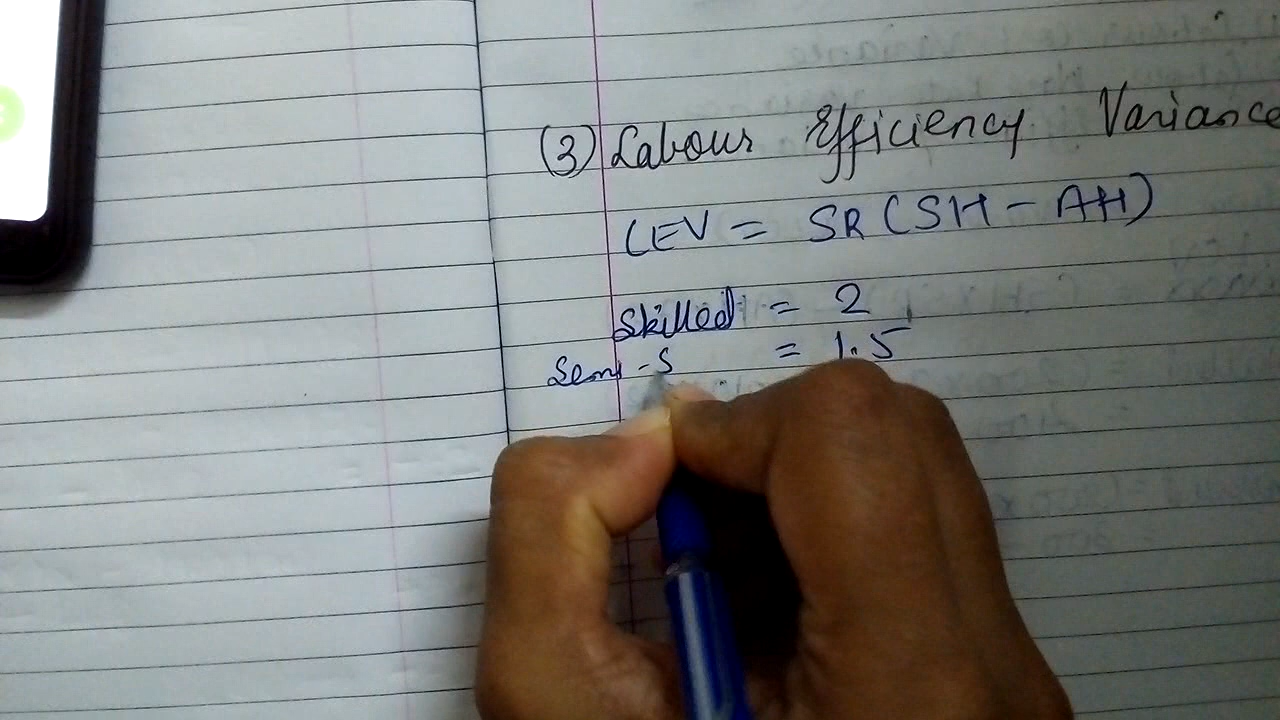 (3) Labour Efficiency Variance
LEV = SR (SH - AH)
Skilled = 2
Semi - S = 1.5